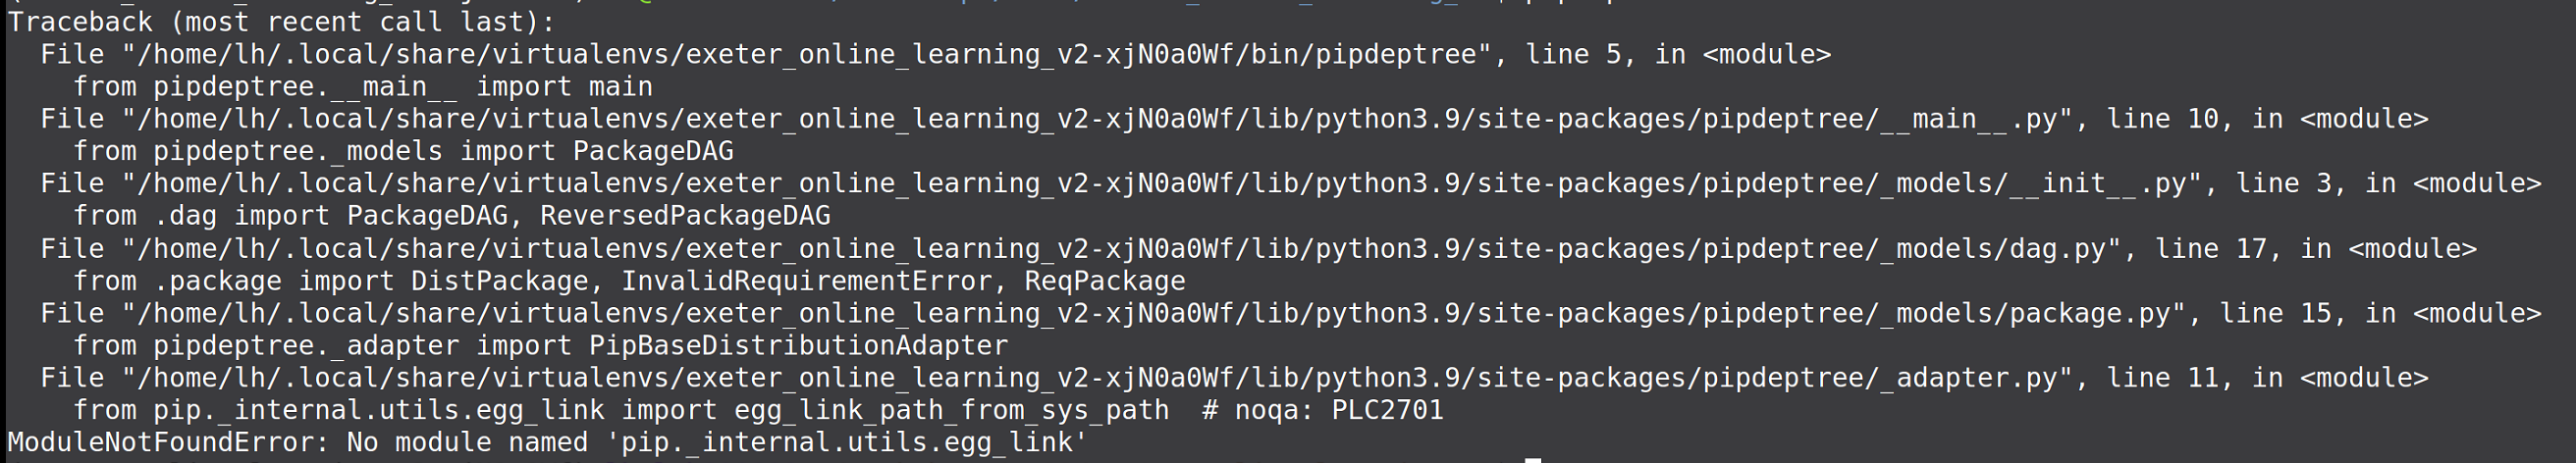 Traceback (most recent call last):
  File "/home/lh/.local/share/virtualenvs/exeter_online_learning_v2-xjN0a0Wf/bin/pipdeptree", line 5, in <module>
    from pipdeptree.__main__ import main
  File "/home/lh/.local/share/virtualenvs/exeter_online_learning_v2-xjN0a0Wf/lib/python3.9/site-packages/pipdeptree/__main__.py", line 10, in <module>
    from pipdeptree._models import PackageDAG
  File "/home/lh/.local/share/virtualenvs/exeter_online_learning_v2-xjN0a0Wf/lib/python3.9/site-packages/pipdeptree/_models/__init__.py", line 3, in <module>
    from .dag import PackageDAG, ReversedPackageDAG
  File "/home/lh/.local/share/virtualenvs/exeter_online_learning_v2-xjN0a0Wf/lib/python3.9/site-packages/pipdeptree/_models/dag.py", line 17, in <module>
    from .package import DistPackage, InvalidRequirementError, ReqPackage
  File "/home/lh/.local/share/virtualenvs/exeter_online_learning_v2-xjN0a0Wf/lib/python3.9/site-packages/pipdeptree/_models/package.py", line 15, in <module>
    from pipdeptree._adapter import PipBaseDistributionAdapter
  File "/home/lh/.local/share/virtualenvs/exeter_online_learning_v2-xjN0a0Wf/lib/python3.9/site-packages/pipdeptree/_adapter.py", line 11, in <module>
    from pip._internal.utils.egg_link import egg_link_path_from_sys_path  # noqa: PLC2701
ModuleNotFoundError: No module named 'pip._internal.utils.egg_link'